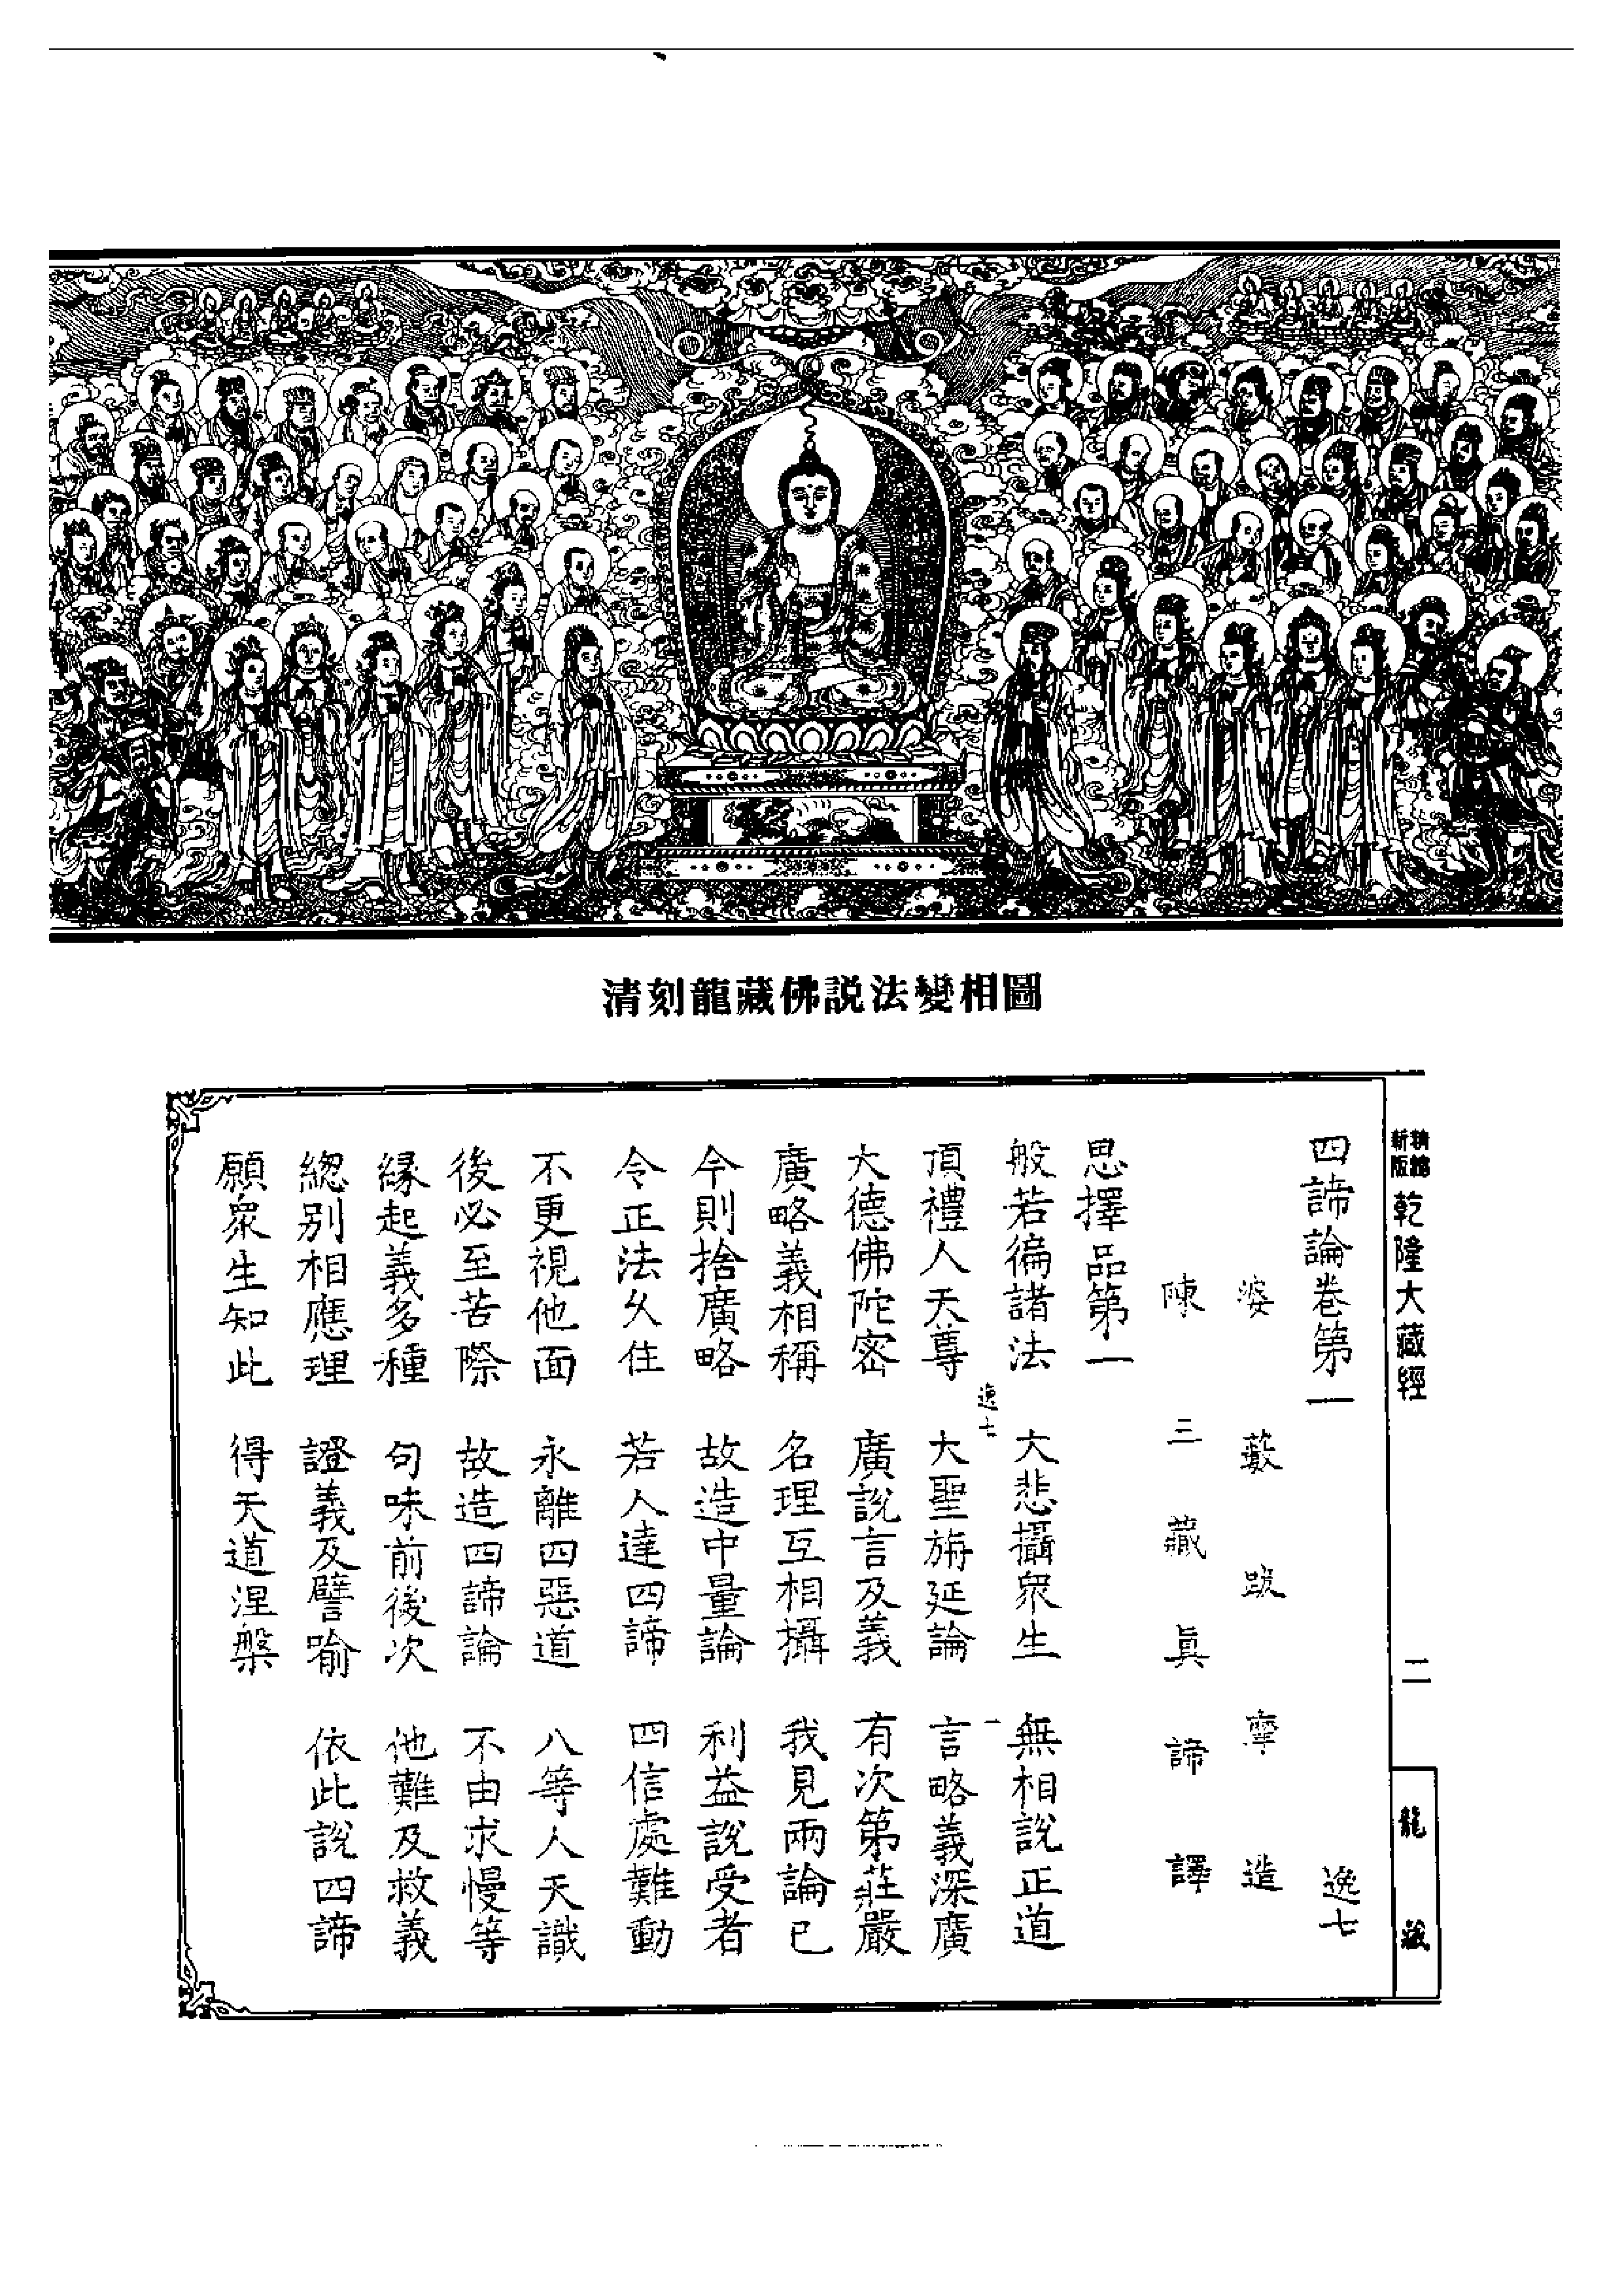 清刻龍藏佛説法變相圖
新版
精縮
乾隆大藏經
二
龍藏
四諦論卷第一 逸七
婆藪跋摩造
陳三藏眞諦譯
思擇品第一
般若徧諸法 大悲攝衆生 無相說正道
逸七 一
頂禮人天尊 大聖旃延論 言略義深廣
大德佛陀密 廣說言及義 有次第莊嚴
廣略義相稱 名理互相攝 我見兩論已
今則捨廣略 故造中量論 利益說受者
令正法久住 若人達四諦 四信處難動
不更視他面 永離四惡道 八等人天識
後必至苦際 故造四諦論 不由求慢等
緣起義多種 句味前後次 他難及救義
總別相應理 證義及譬喻 依此說四諦
願衆生知此 得天道涅槃